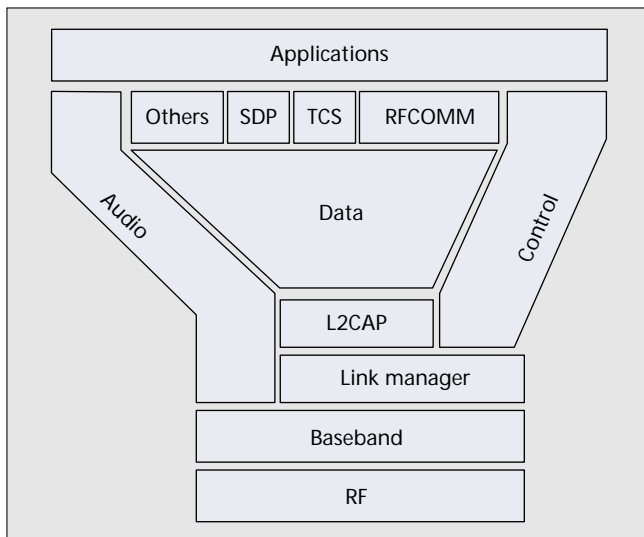 Applications
Others SDP TCS RFCOMM
Audio
Data
Control
L2CAP
Link manager
Baseband
RF